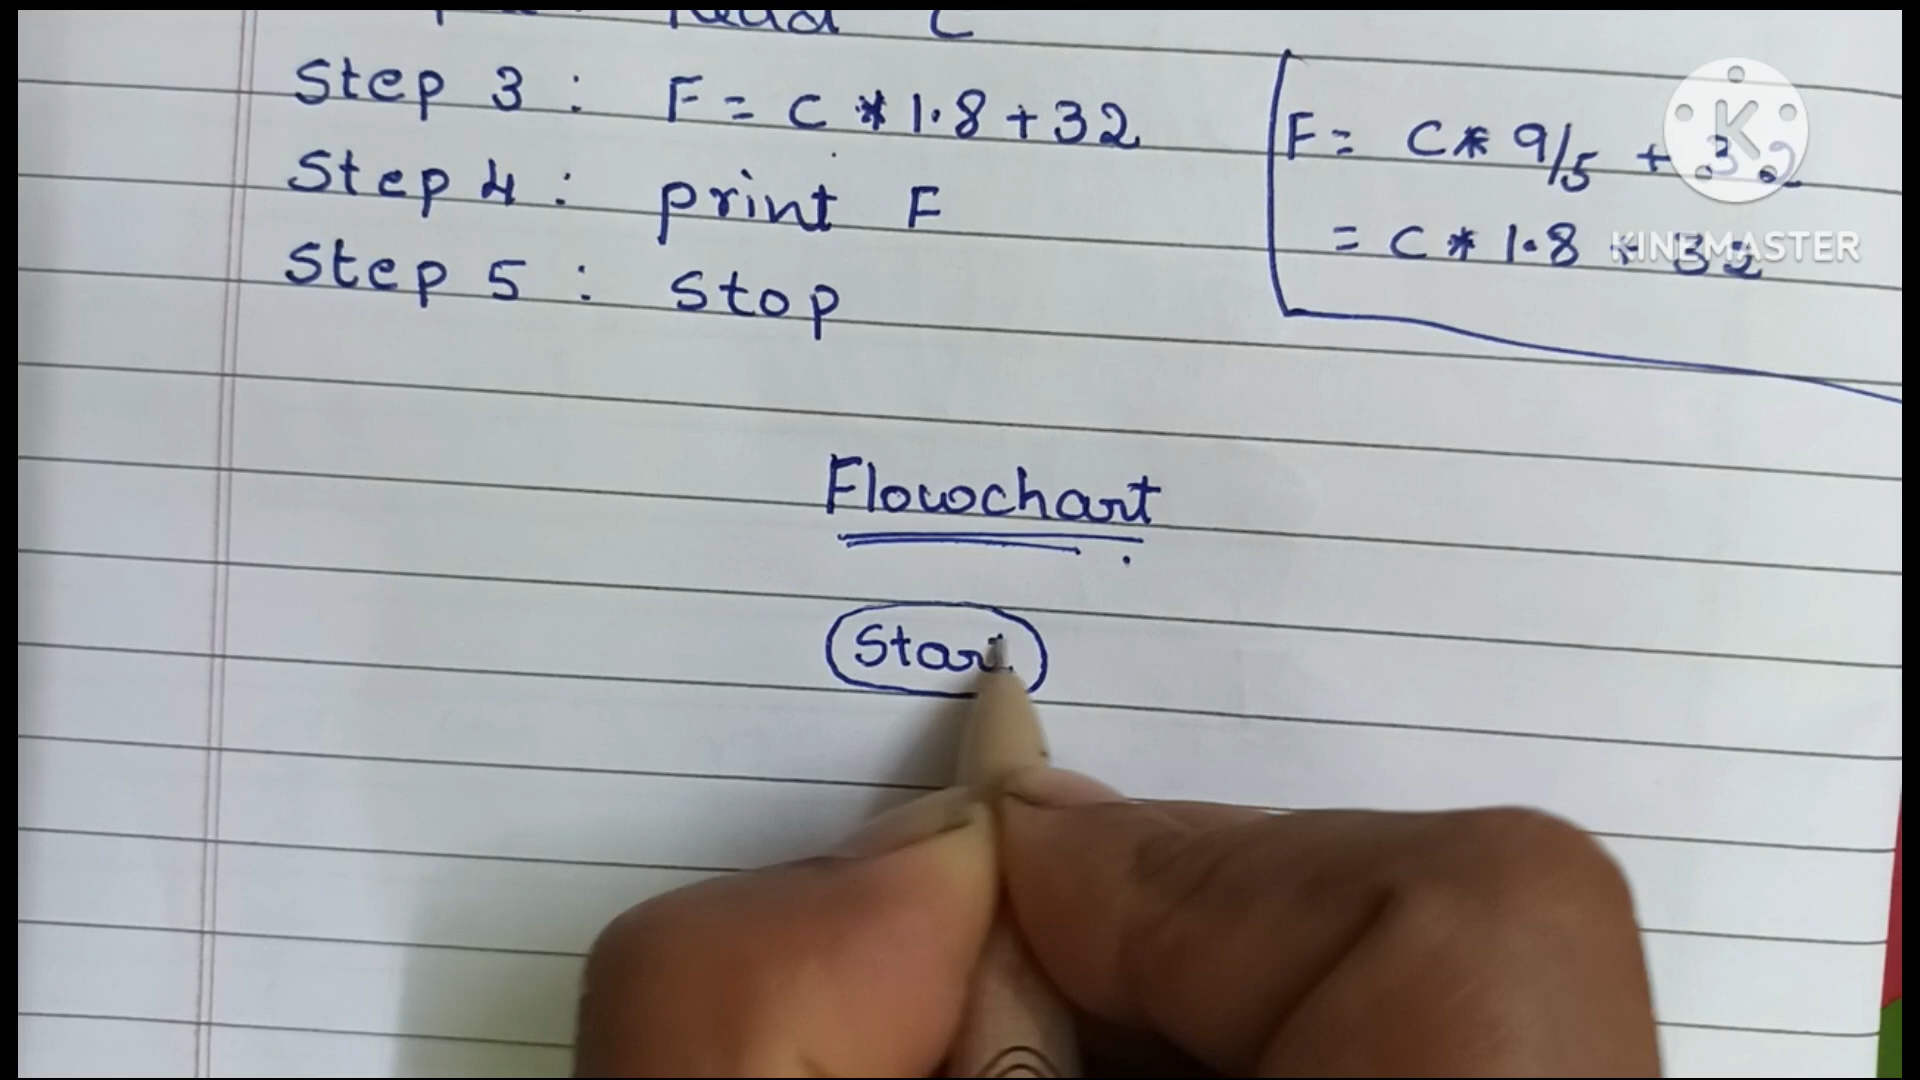 Read C
Step 3 : F = C * 1.8 + 32
Step 4 : print F
Step 5 : Stop
F = C * 9/5 + 32
= C * 1.8 + 32
K
KINEMASTER
Flowchart
Start